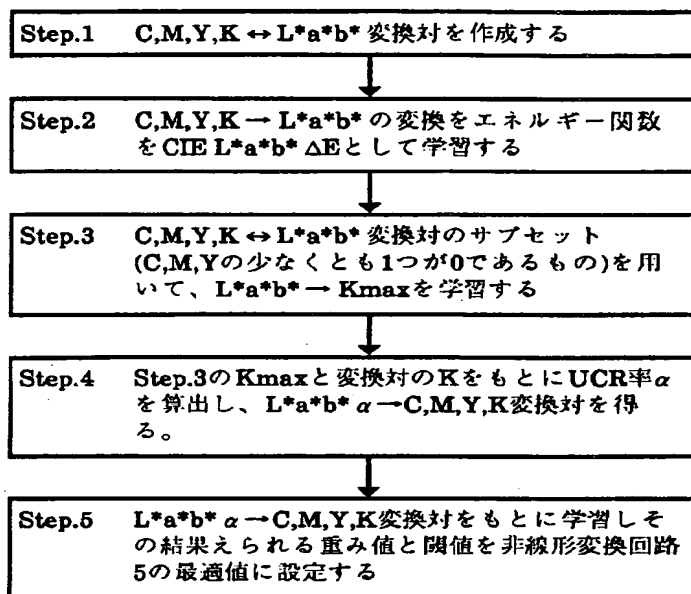 Step.1 C,M,Y,K ↔ L*a*b* 変換対を作成する
Step.2 C,M,Y,K → L*a*b* の変換をエネルギー関数
をCIE L*a*b* △Eとして学習する
Step.3 C,M,Y,K ↔ L*a*b* 変換対のサブセット
(C,M,Yの少なくとも1つが0であるもの)を用
いて、L*a*b* → Kmaxを学習する
Step.4 Step.3のKmaxと変換対のKをもとにUCR率α
を算出し、L*a*b* α→C,M,Y,K変換対を得
る。
Step.5 L*a*b* α→C,M,Y,K変換対をもとに学習しそ
の結果えられる重み値と閾値を非線形変換回路
5の最適値に設定する